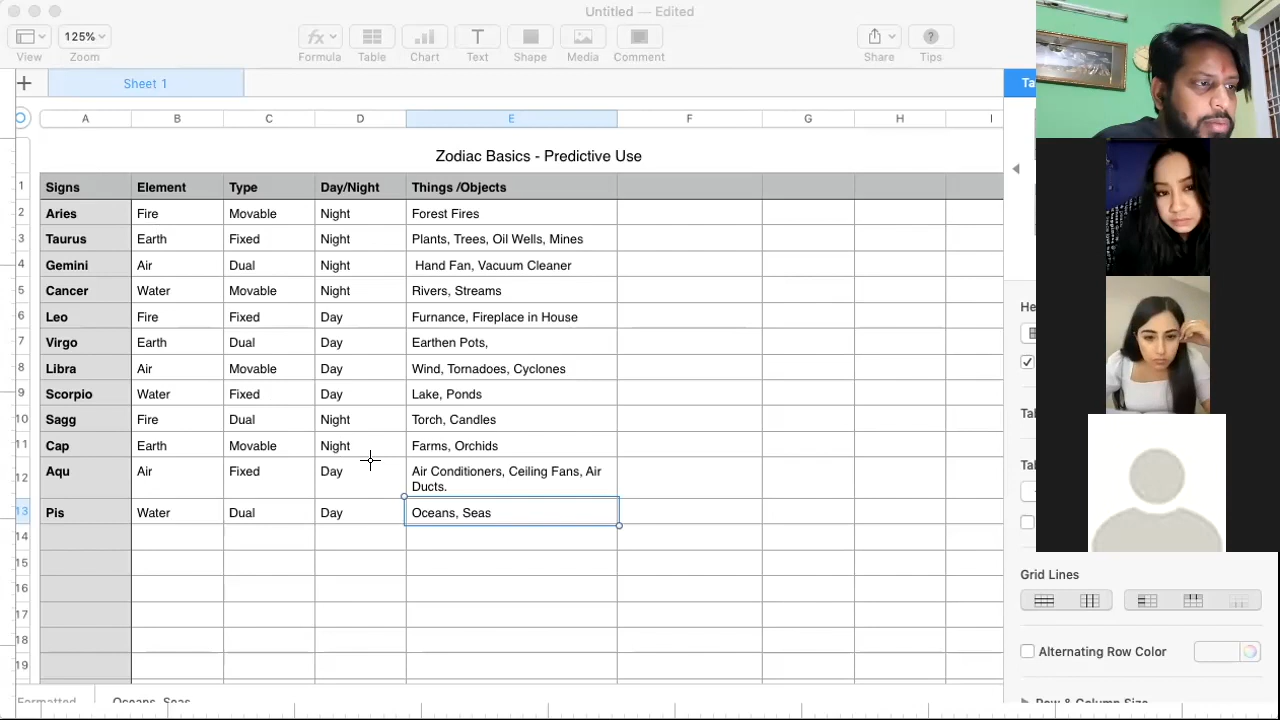 Untitled — Edited
125%
View
Zoom
Formula
Table
Chart
Text
Shape
Media
Comment
Share
Tips
Sheet 1
A B C D E F G H I
Zodiac Basics - Predictive Use
1 Signs Element Type Day/Night Things /Objects
2 Aries Fire Movable Night Forest Fires
3 Taurus Earth Fixed Night Plants, Trees, Oil Wells, Mines
4 Gemini Air Dual Night Hand Fan, Vacuum Cleaner
5 Cancer Water Movable Night Rivers, Streams
6 Leo Fire Fixed Day Furnance, Fireplace in House
7 Virgo Earth Dual Day Earthen Pots,
8 Libra Air Movable Day Wind, Tornadoes, Cyclones
9 Scorpio Water Fixed Day Lake, Ponds
10 Sagg Fire Dual Night Torch, Candles
11 Cap Earth Movable Night Farms, Orchids
12 Aqu Air Fixed Day Air Conditioners, Ceiling Fans, Air
Ducts.
13 Pis Water Dual Day Oceans, Seas
14
15
16
17
18
19
Grid Lines
Alternating Row Color
Row & Column Size
Formatted
Oceans, Seas